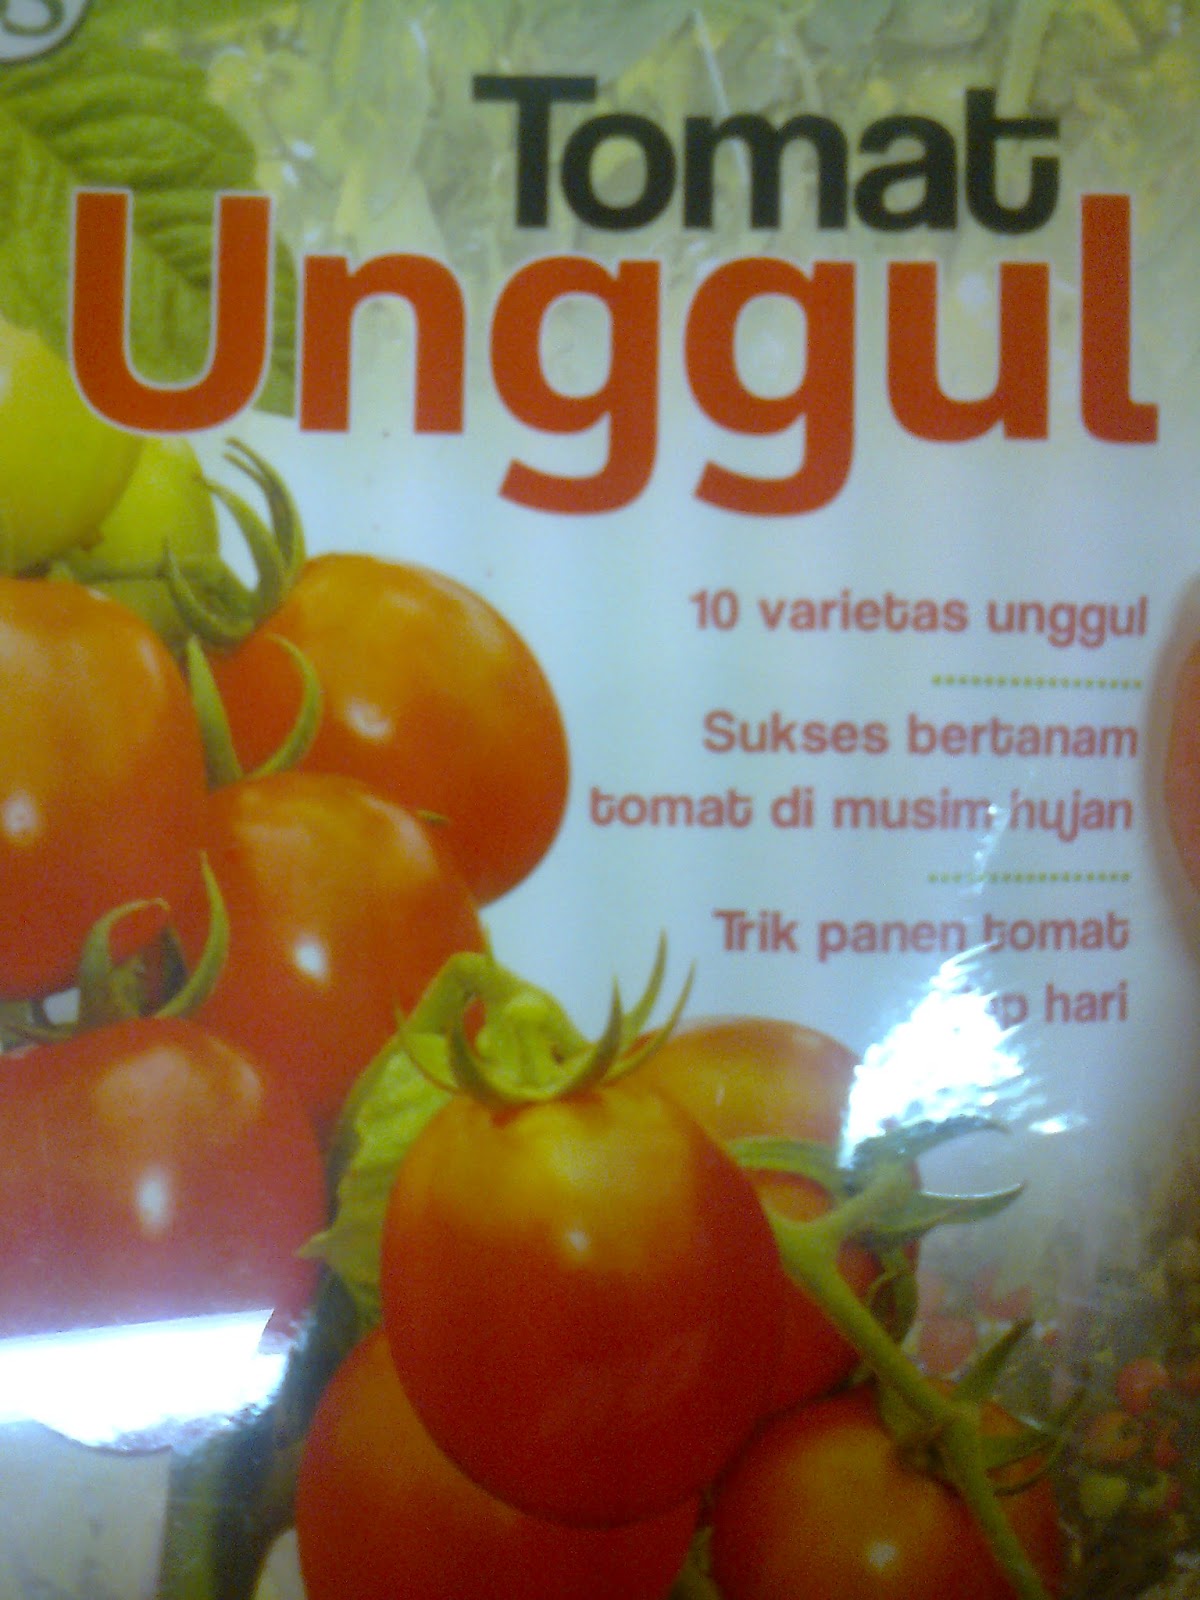 Tomat
Unggul
10 varietas unggul
Sukses bertanam
tomat di musim hujan
Trik panen tomat
hari